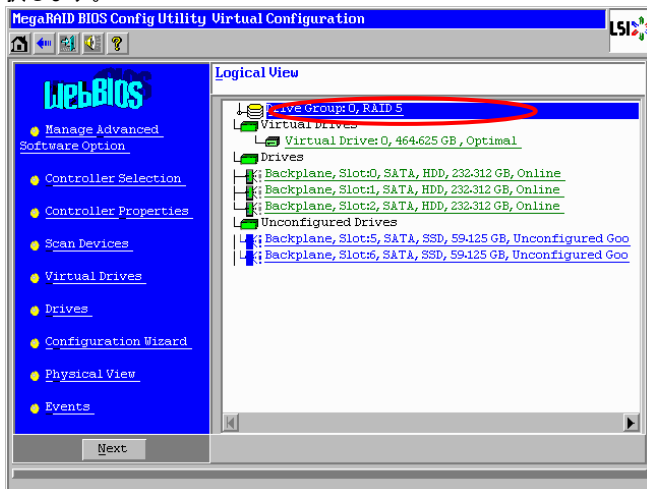 MegaRAID BIOS Config Utility Virtual Configuration
LSI
WebBIOS
Manage Advanced
Software Option
Controller Selection
Controller Properties
Scan Devices
Virtual Drives
Drives
Configuration Wizard
Physical View
Events
Next
Logical View
Drive Group: 0, RAID 5
Virtual Drives
Virtual Drive: 0, 464.625 GB, Optimal
Drives
Backplane, Slot:0, SATA, HDD, 232.312 GB, Online
Backplane, Slot:1, SATA, HDD, 232.312 GB, Online
Backplane, Slot:2, SATA, HDD, 232.312 GB, Online
Unconfigured Drives
Backplane, Slot:5, SATA, SSD, 59.125 GB, Unconfigured Goo
Backplane, Slot:6, SATA, SSD, 59.125 GB, Unconfigured Goo